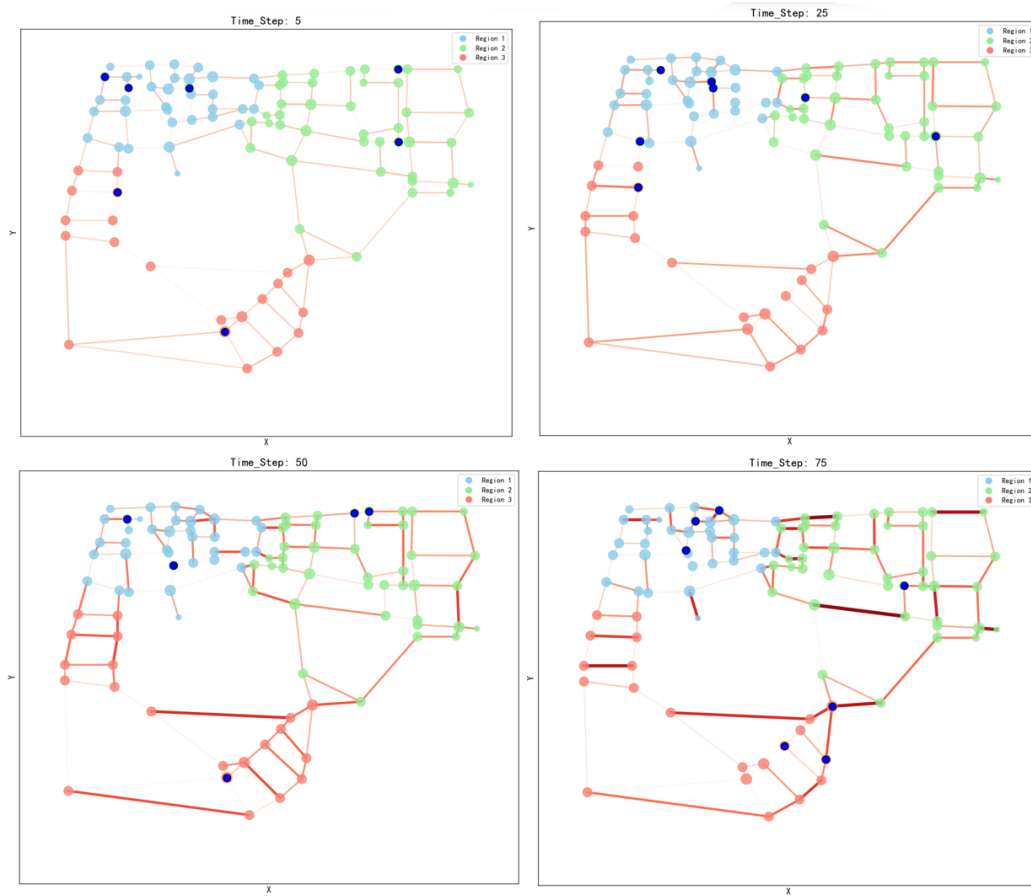 Time_Step: 5
Region 1
Region 2
Region 3
Y
X
Time_Step: 25
Region 1
Region 2
Region 3
Y
X
Time_Step: 50
Region 1
Region 2
Region 3
Y
X
Time_Step: 75
Region 1
Region 2
Region 3
Y
X